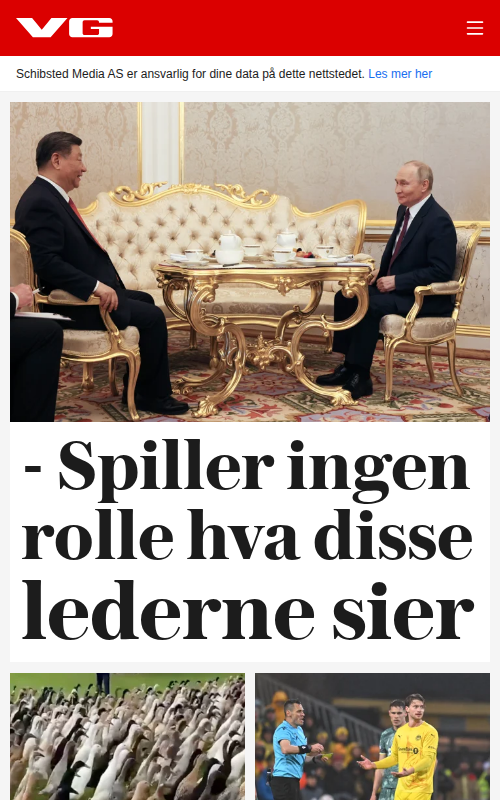 VG
Schibsted Media AS er ansvarlig for dine data på dette nettstedet. Les mer her
- Spiller ingen
rolle hva disse
lederne sier